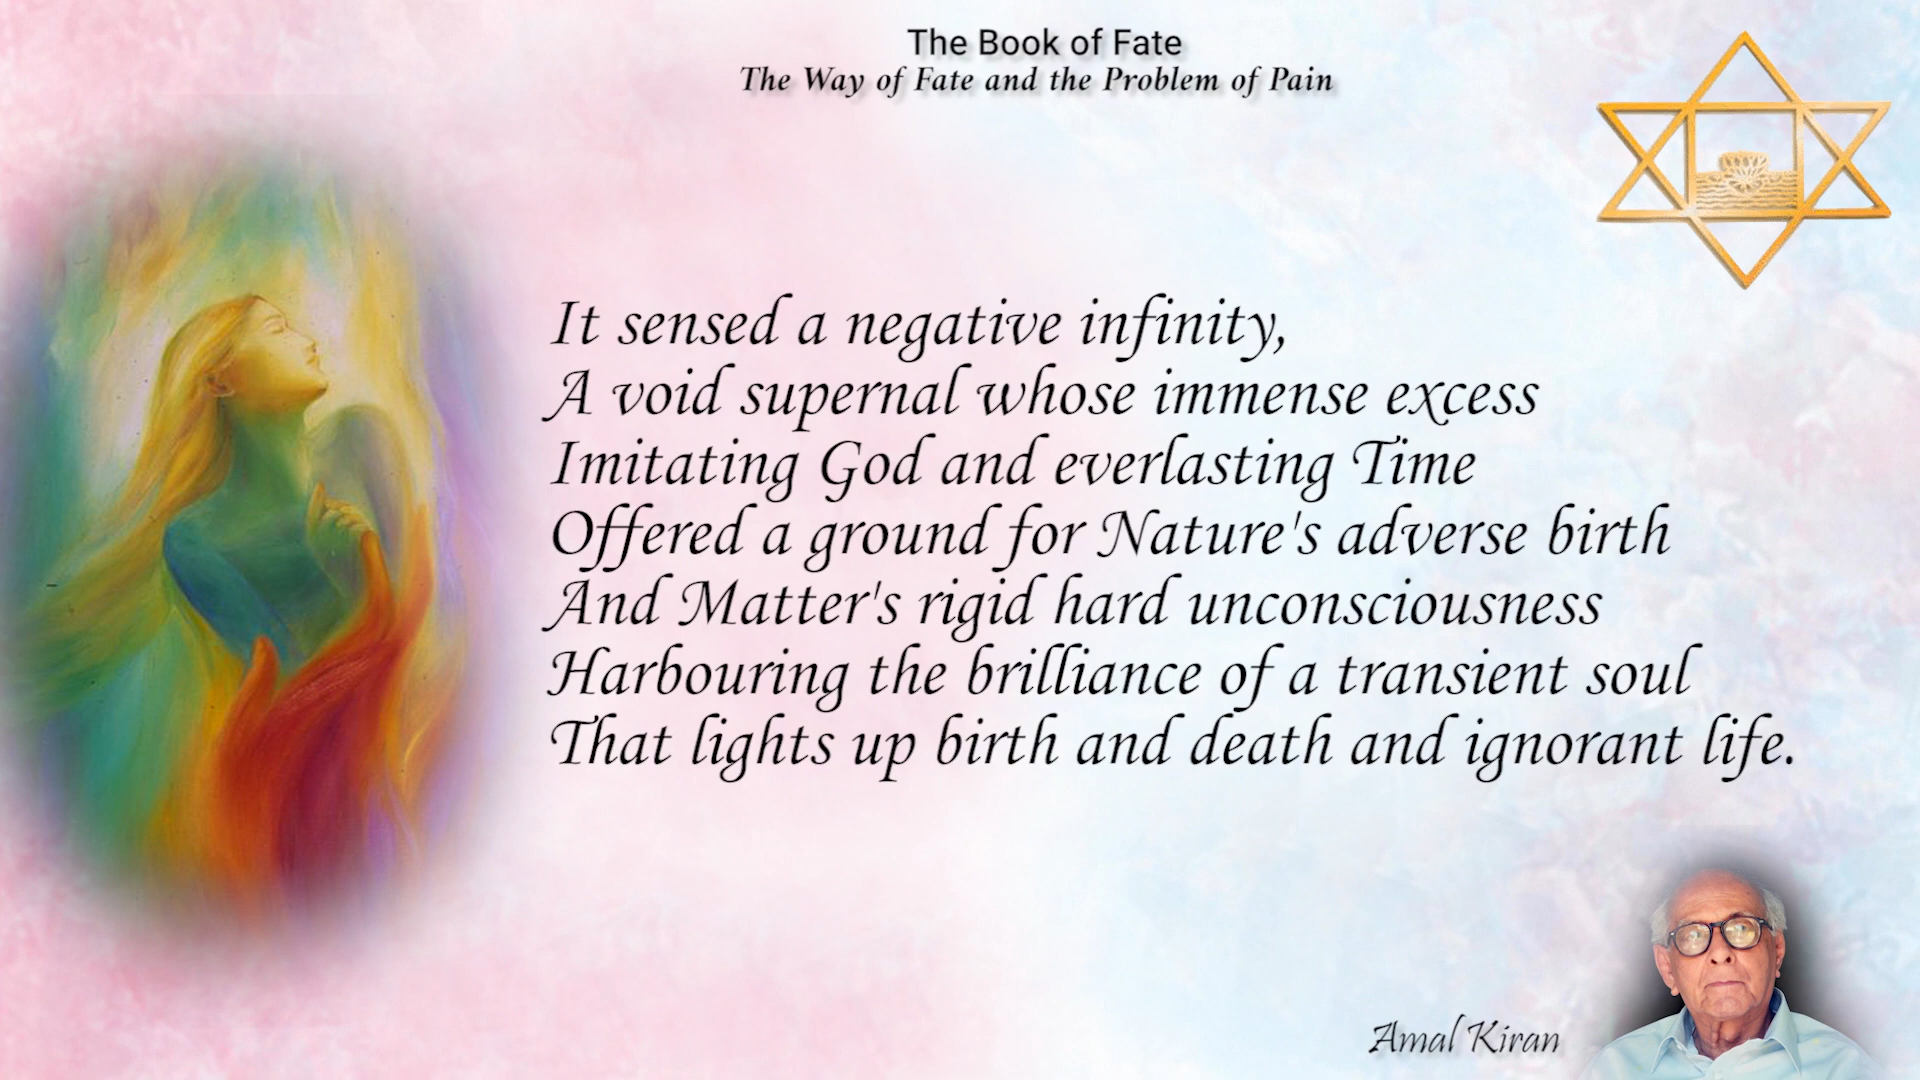 The Book of Fate
The Way of Fate and the Problem of Pain
It sensed a negative infinity,
A void supernal whose immense excess
Imitating God and everlasting Time
Offered a ground for Nature's adverse birth
And Matter's rigid hard unconsciousness
Harbouring the brilliance of a transient soul
That lights up birth and death and ignorant life.
Amal Kiran